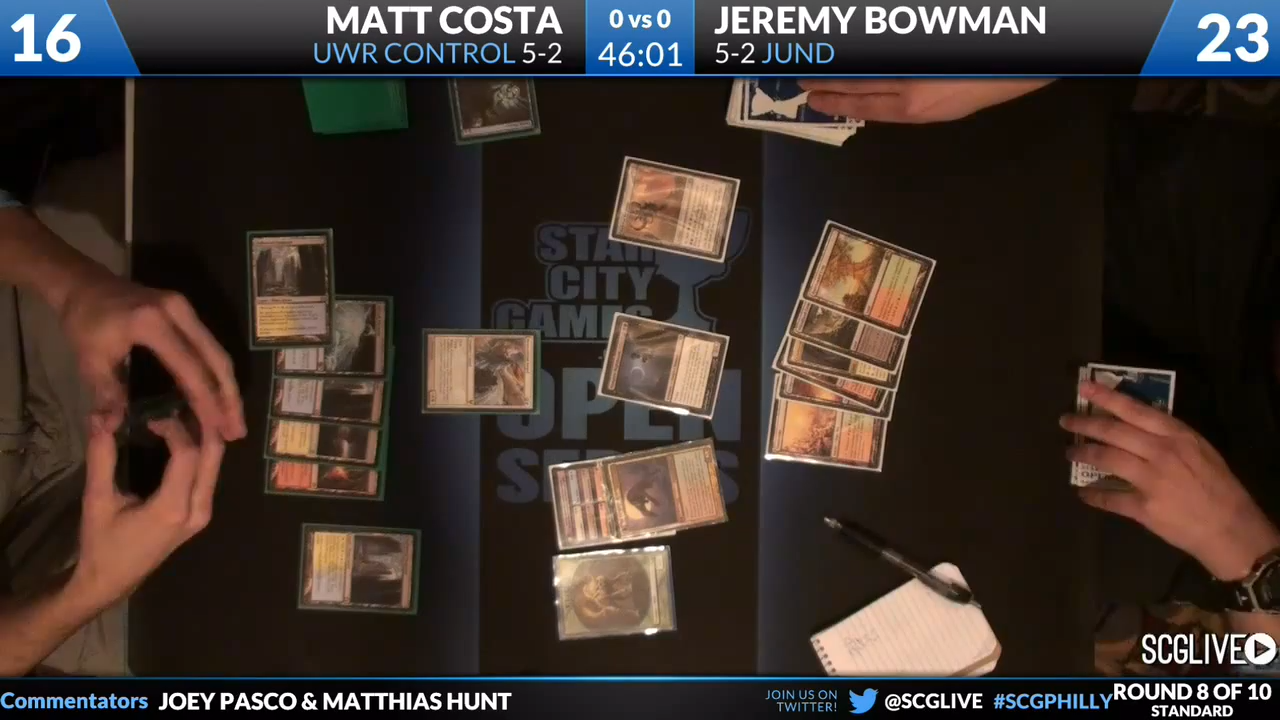 16
MATT COSTA
UWR CONTROL 5-2
0 vs 0
46:01
JEREMY BOWMAN
5-2 JUND
23
STAR
CITY
GAMES
OPEN
SERIES
SCGLIVE
Commentators JOEY PASCO & MATTHIAS HUNT
JOIN US ON
TWITTER!
@SCGLIVE #SCGPHILLY
ROUND 8 OF 10
STANDARD